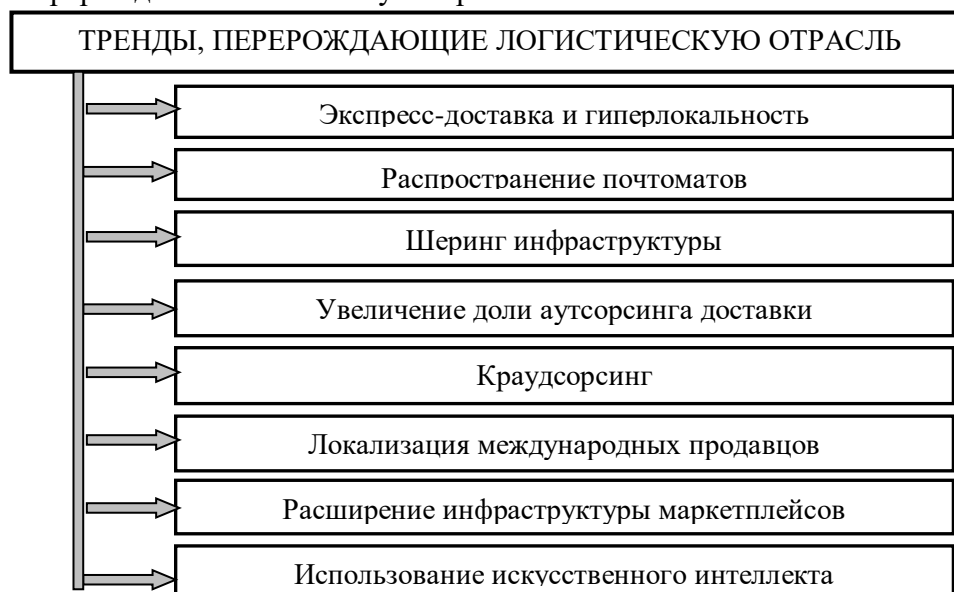 ТРЕНДЫ, ПЕРЕРОЖДАЮЩИЕ ЛОГИСТИЧЕСКУЮ ОТРАСЛЬ
Экспресс-доставка и гиперлокальность
Распространение почтоматов
Шеринг инфраструктуры
Увеличение доли аутсорсинга доставки
Краудсорсинг
Локализация международных продавцов
Расширение инфраструктуры маркетплейсов
Использование искусственного интеллекта